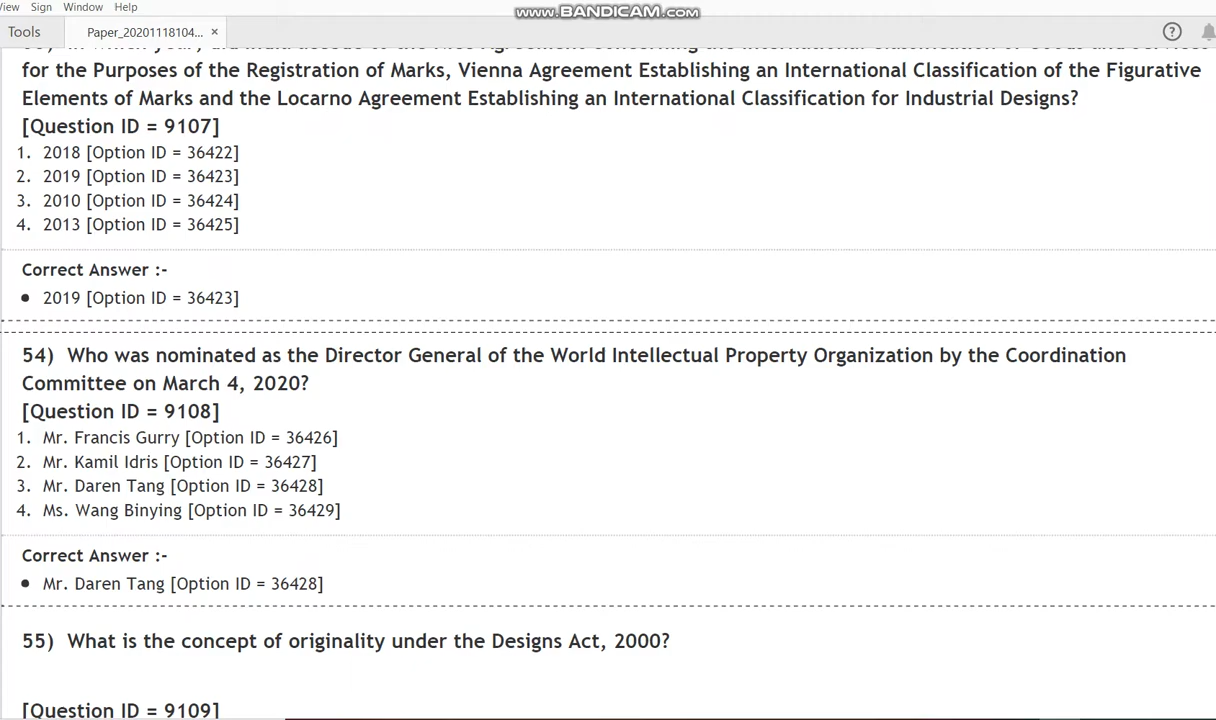 View Sign Window Help
www.BANDICAM.com
Tools Paper_20201118104... ×
for the Purposes of the Registration of Marks, Vienna Agreement Establishing an International Classification of the Figurative
Elements of Marks and the Locarno Agreement Establishing an International Classification for Industrial Designs?
[Question ID = 9107]
1. 2018 [Option ID = 36422]
2. 2019 [Option ID = 36423]
3. 2010 [Option ID = 36424]
4. 2013 [Option ID = 36425]
Correct Answer :-
• 2019 [Option ID = 36423]
54) Who was nominated as the Director General of the World Intellectual Property Organization by the Coordination
Committee on March 4, 2020?
[Question ID = 9108]
1. Mr. Francis Gurry [Option ID = 36426]
2. Mr. Kamil Idris [Option ID = 36427]
3. Mr. Daren Tang [Option ID = 36428]
4. Ms. Wang Binying [Option ID = 36429]
Correct Answer :-
• Mr. Daren Tang [Option ID = 36428]
55) What is the concept of originality under the Designs Act, 2000?
[Question ID = 9109]